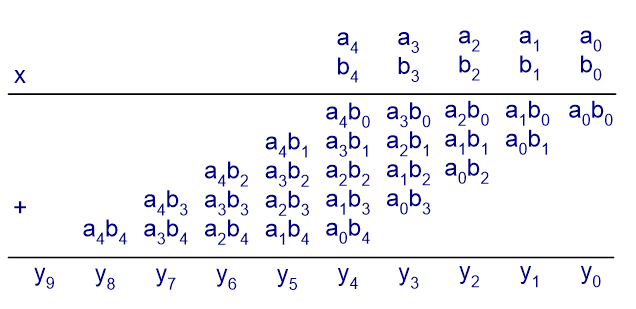 a₄ a₃ a₂ a₁ a₀
x b₄ b₃ b₂ b₁ b₀
a₄b₀ a₃b₀ a₂b₀ a₁b₀ a₀b₀
a₄b₁ a₃b₁ a₂b₁ a₁b₁ a₀b₁
a₄b₂ a₃b₂ a₂b₂ a₁b₂ a₀b₂
+ a₄b₃ a₃b₃ a₂b₃ a₁b₃ a₀b₃
a₄b₄ a₃b₄ a₂b₄ a₁b₄ a₀b₄
y₉ y₈ y₇ y₆ y₅ y₄ y₃ y₂ y₁ y₀